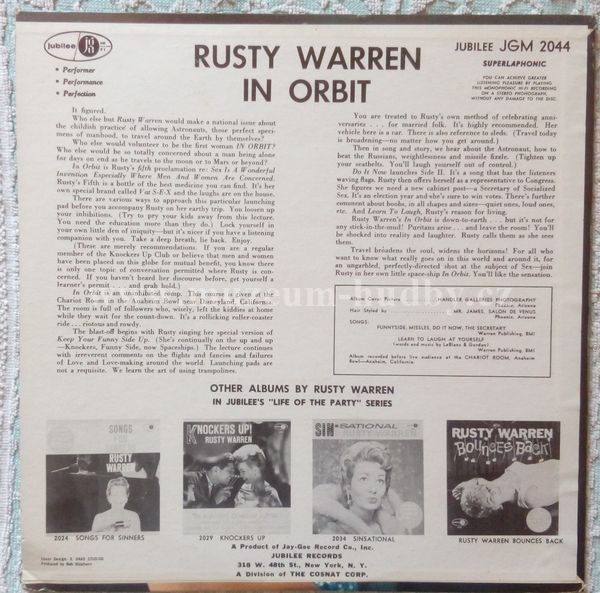 jubilee
RUSTY WARREN
IN ORBIT
JUBILEE JGM 2044
SUPERLAPHONIC
YOU CAN ACHIEVE GREATER
LISTENING PLEASURE BY PLAYING
THIS MONOPHONIC HI-FI RECORDING
ON A STEREO PHONOGRAPH,
WITHOUT ANY DAMAGE TO THE DISC.
• Performer
• Performance
• Perfection
It figured.
Who else but Rusty Warren would make a national issue about
the childish practice of allowing Astronauts, those perfect speci-
mens of manhood, to travel around the Earth by themselves?
Who else would volunteer to be the first woman IN ORBIT?
Who else would be so totally concerned about a man being alone
for days on end as he travels to the moon or to Mars or beyond?
In Orbit is Rusty's fifth proclamation re: Sex Is A Wonderful
Invention Especially Where Men And Women Are Concerned.
Rusty's Fifth is a bottle of the best medicine you can find. It's her
own special brand called Vat S-E-X and the laughs are on the house.
There are various ways to approach this particular launching
pad before you accompany Rusty on her earthy trip. You loosen up
your inhibitions. (Try to pry your kids away from this lecture.
You need the education more than they do.) Lock yourself in
your own little den of iniquity—but it's nicer if you have a listening
companion with you. Take a deep breath, lie back. Enjoy.
(These are merely recommendations. If you are a regular
member of the Knockers Up Club or believe that men and women
have been placed on this globe for mutual benefit, you know there
is only one topic of conversation permitted where Rusty is con-
cerned. If you haven't heard her discourse before, get yourself a
learner's permit . . . and grab hold.)
In Orbit is an uninhibited romp. The course is given at the
Chariot Room in the Anaheim Bowl near Disneyland, California.
The room is full of followers who, wisely, left the kiddies at home
while they wait for the count-down. It's a rollicking roller-coaster
ride . . . riotous and rowdy.
The blast-off begins with Rusty singing her special version of
Keep Your Funny Side Up. (She's continually on the up and up
—Knockers, Funny Side, now Spaceships.) The lecture continues
with irreverent comments on the flights and fancies and failures
of Love and Love-making around the world. Launching pads are
not a requisite. We learn the art of using trampolines.
You are treated to Rusty's own method of celebrating anni-
versaries . . . for married folk. It's highly recommended. Her
vehicle here is a car. There is also reference to sleds. (Travel today
is broadening—no matter how you get around.)
Then in song and story, we hear about the Astronaut, how to
beat the Russians, weightlessness and missile fizzle. (Tighten up
your seatbelts. You'll laugh yourself out of control.)
Do It Now launches Side II. It's a song that has the listeners
waving flags. Rusty then offers herself as a representative to Congress.
She figures we need a new cabinet post—a Secretary of Socialized
Sex. It's an election year and she's sure to win votes. There's further
comment about boobs, in all shapes and sizes—quiet ones, loud ones,
etc. And Learn To Laugh, Rusty's reason for living.
Rusty Warren's In Orbit is down-to-earth . . . but it's not for
any stick-in-the-mud! Puritans arise . . . and leave the room! You'll
be shocked into reality and laughter. Rusty calls them as she sees
them.
Travel broadens the soul, widens the horizons! For all who
want to know what really goes on in this world and around it, for
an ungarbled, perfectly-directed shot at the subject of Sex—join
Rusty in her own little spaceship In Orbit. You'll like the sensation.
Album Cover Picture
HANDLER GALLERIES PHOTOGRAPHY
Phoenix, Arizona
Hair Styled by
MR. JAMES, SALON DE VENUS
Phoenix, Arizona
SONGS:
FUNNYSIDE, MISSLES, DO IT NOW, THE SECRETARY
Warren Publishing, BMI
LEARN TO LAUGH AT YOURSELF
(words and music by LeBlanc & Gordon)
Warren Publishing, BMI
Album recorded before live audience at the CHARIOT ROOM, Anaheim
Bowl—Anaheim, California.
OTHER ALBUMS BY RUSTY WARREN
IN JUBILEE'S "LIFE OF THE PARTY" SERIES
SONGS
FOR
SINNERS
RUSTY
WARREN
KNOCKERS UP!
RUSTY WARREN
SIN-SATIONAL
RUSTY WARREN
RUSTY WARREN
BOUNCES BACK
2024 SONGS FOR SINNERS
2029 KNOCKERS UP
2034 SINSATIONAL
RUSTY WARREN BOUNCES BACK
A Product of Jay-Gee Record Co., Inc.
JUBILEE RECORDS
318 W. 48th St., New York, N. Y.
A Division of THE COSNAT CORP.